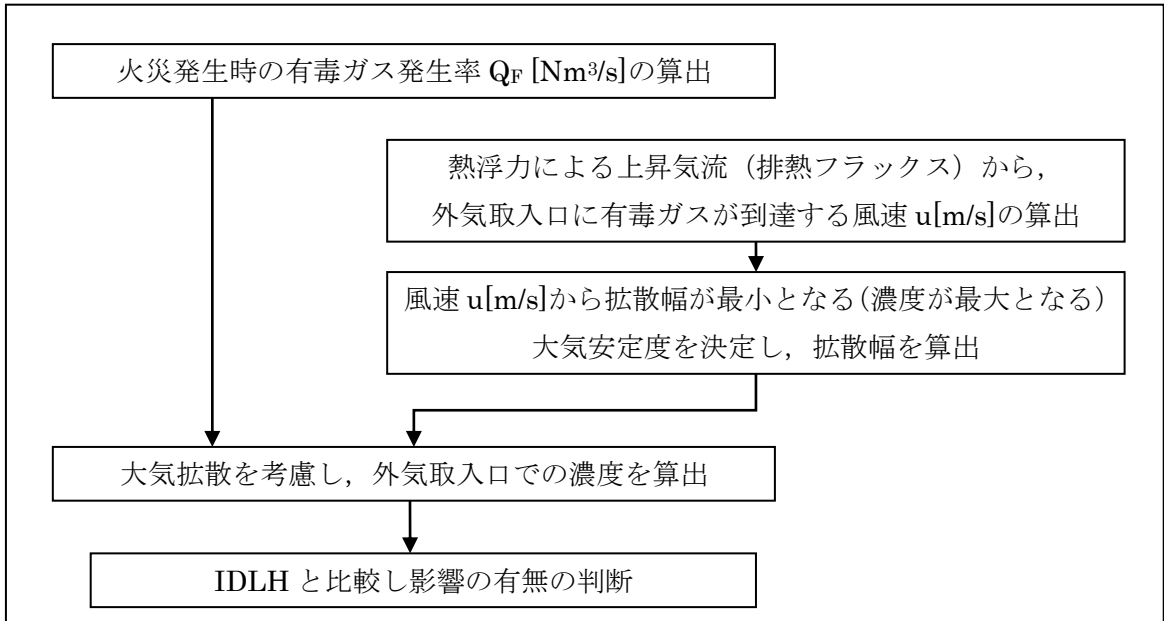 火災発生時の有毒ガス発生率 QF [Nm3/s]の算出
熱浮力による上昇気流（排熱フラックス）から，
外気取入口に有毒ガスが到達する風速 u[m/s]の算出
風速 u[m/s]から拡散幅が最小となる（濃度が最大となる）
大気安定度を決定し，拡散幅を算出
大気拡散を考慮し，外気取入口での濃度を算出
IDLH と比較し影響の有無の判断